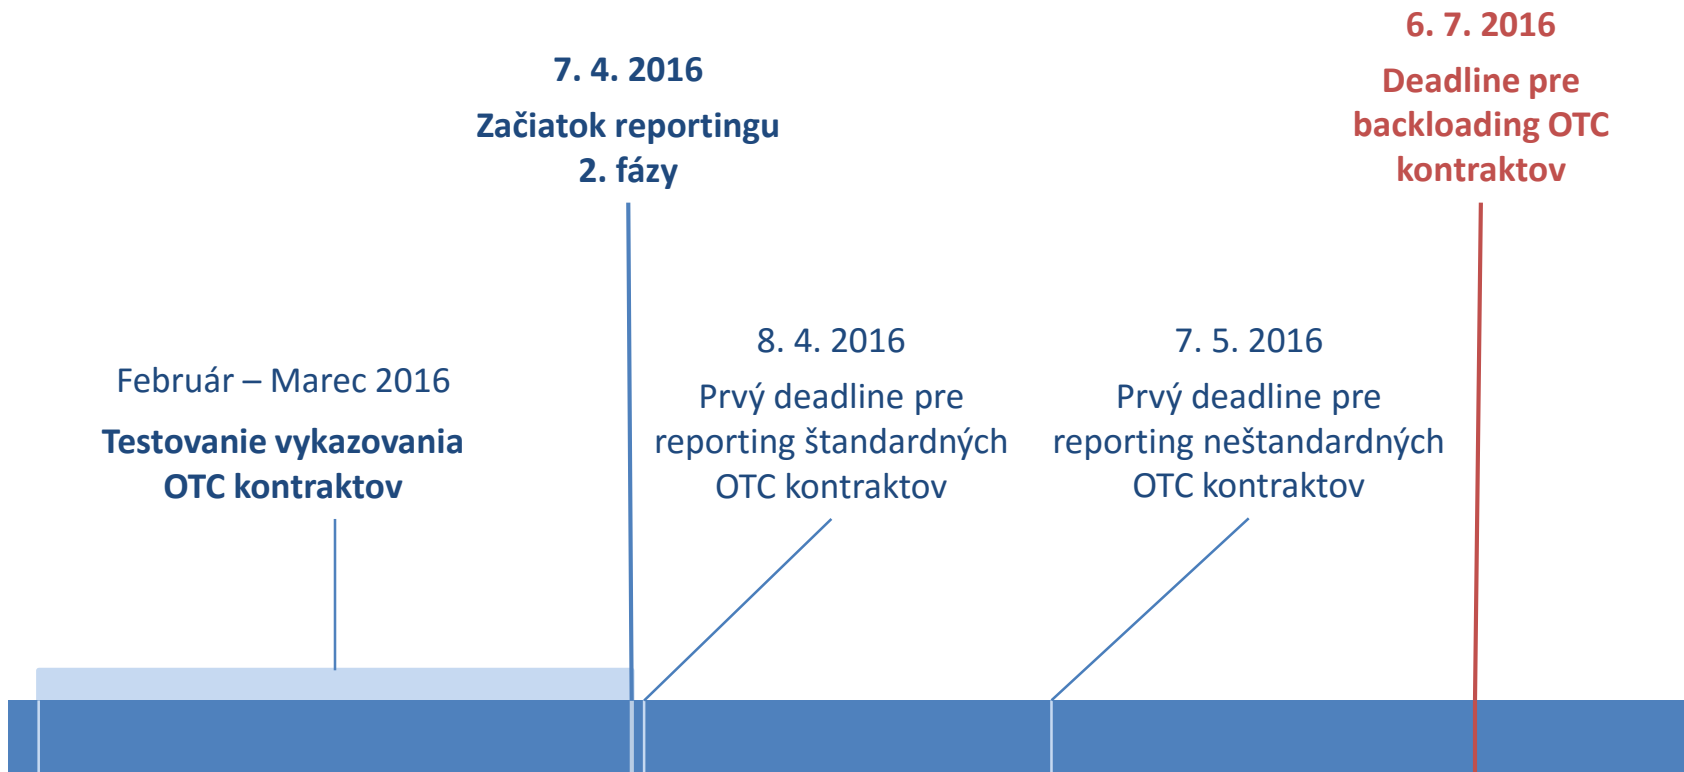 Február – Marec 2016
Testovanie vykazovania
OTC kontraktov
7. 4. 2016
Začiatok reportingu
2. fázy
8. 4. 2016
Prvý deadline pre
reporting štandardných
OTC kontraktov
7. 5. 2016
Prvý deadline pre
reporting neštandardných
OTC kontraktov
6. 7. 2016
Deadline pre
backloading OTC
kontraktov